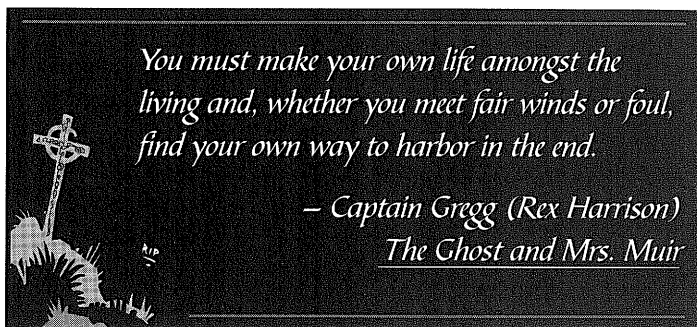 You must make your own life amongst the
living and, whether you meet fair winds or foul,
find your own way to harbor in the end.
– Captain Gregg (Rex Harrison)
The Ghost and Mrs. Muir
RIP